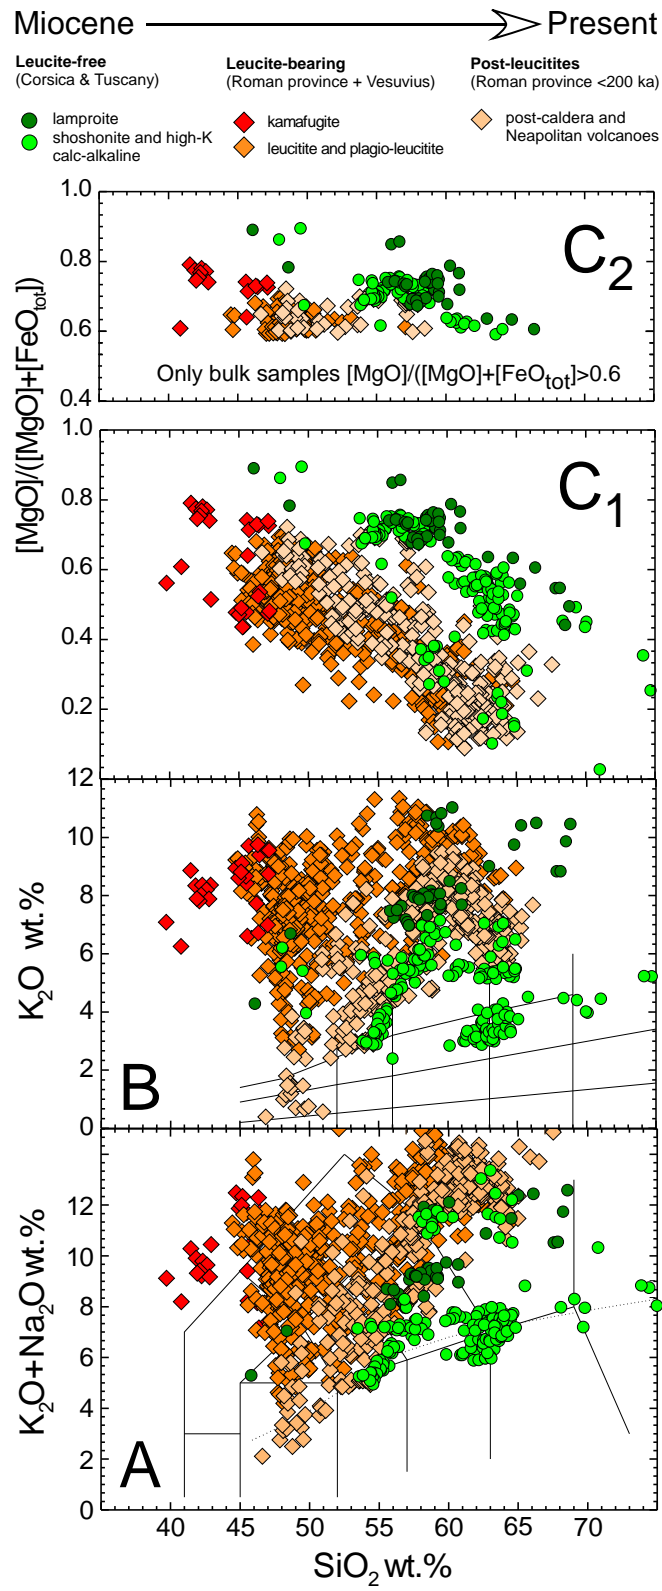 Miocene Present
Leucite-free Leucite-bearing Post-leucitites
(Corsica & Tuscany) (Roman province + Vesuvius) (Roman province <200 ka)
lamproite kamafugite post-caldera and
shoshonite and high-K leucitite and plagio-leucitite Neapolitan volcanoes
calc-alkaline
[MgO]/([MgO]+[FeOtot])
1.0
0.8
0.6
0.4
C2
Only bulk samples [MgO]/([MgO]+[FeOtot]>0.6
1.0
0.8
0.6
0.4
0.2
C1
K2O wt.%
12
10
8
6
4
2
0
B
K2O+Na2O wt.%
12
10
8
6
4
2
0
A
40 45 50 55 60 65 70
SiO2 wt.%